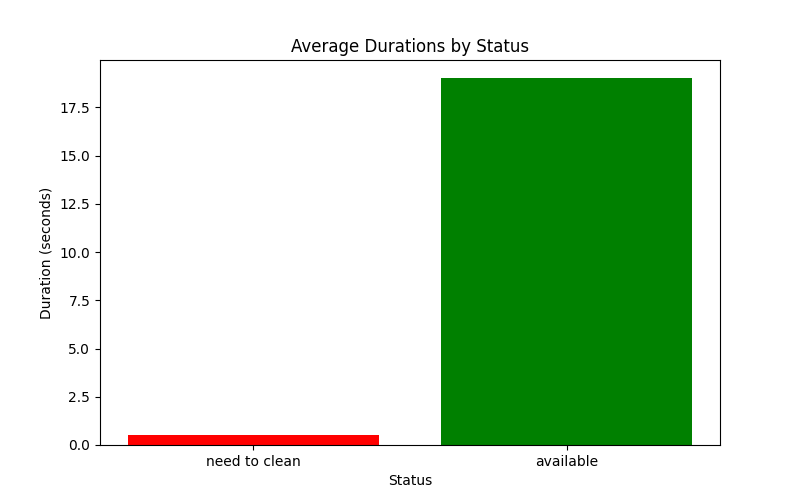 Average Durations by Status
Duration (seconds)
17.5
15.0
12.5
10.0
7.5
5.0
2.5
0.0
need to clean
available
Status